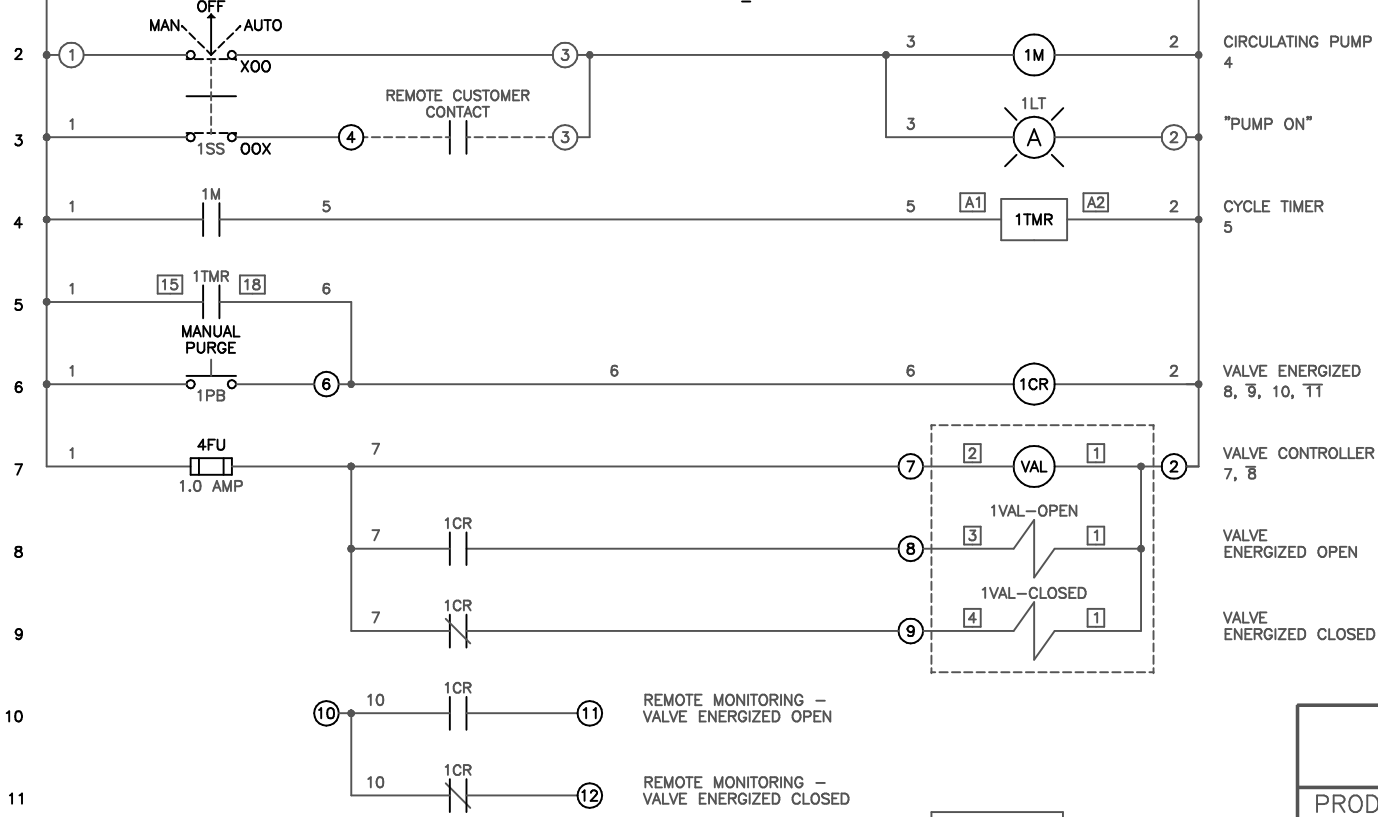 OFF
MAN AUTO
2 1 XOO 3 3 1M 2 CIRCULATING PUMP
4
REMOTE CUSTOMER
CONTACT
1LT
3 1 1SS OOX 4 3 3 A 2 "PUMP ON"
1M
4 1 5 5 A1 1TMR A2 2 CYCLE TIMER
5
5 1 15 1TMR 18 6
MANUAL
PURGE
6 1 1PB 6 6 6 1CR 2 VALVE ENERGIZED
8, 9̅, 10, 1̅1̅
4FU
7 1 7 7 2 VAL 1 2 VALVE CONTROLLER
1.0 AMP 7, 8̅
1CR 1VAL-OPEN
8 7 8 3 1 VALVE
ENERGIZED OPEN
1CR 1VAL-CLOSED
9 7 9 4 1 VALVE
ENERGIZED CLOSED
1CR
10 10 10 11 REMOTE MONITORING -
VALVE ENERGIZED OPEN
1CR
11 10 12 REMOTE MONITORING -
VALVE ENERGIZED CLOSED
PROD